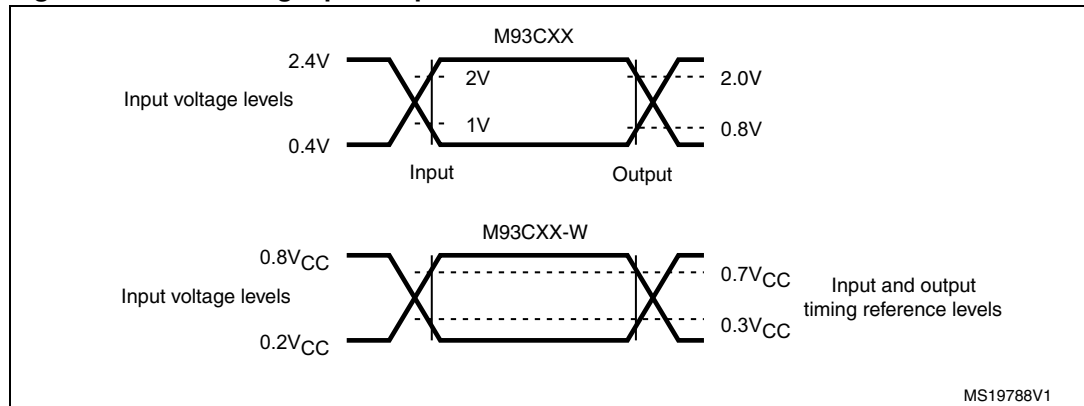 M93CXX
2.4V
2V
2.0V
Input voltage levels
1V
0.8V
0.4V
Input
Output
M93CXX-W
0.8VCC
0.7VCC
Input voltage levels
Input and output
timing reference levels
0.3VCC
0.2VCC
MS19788V1